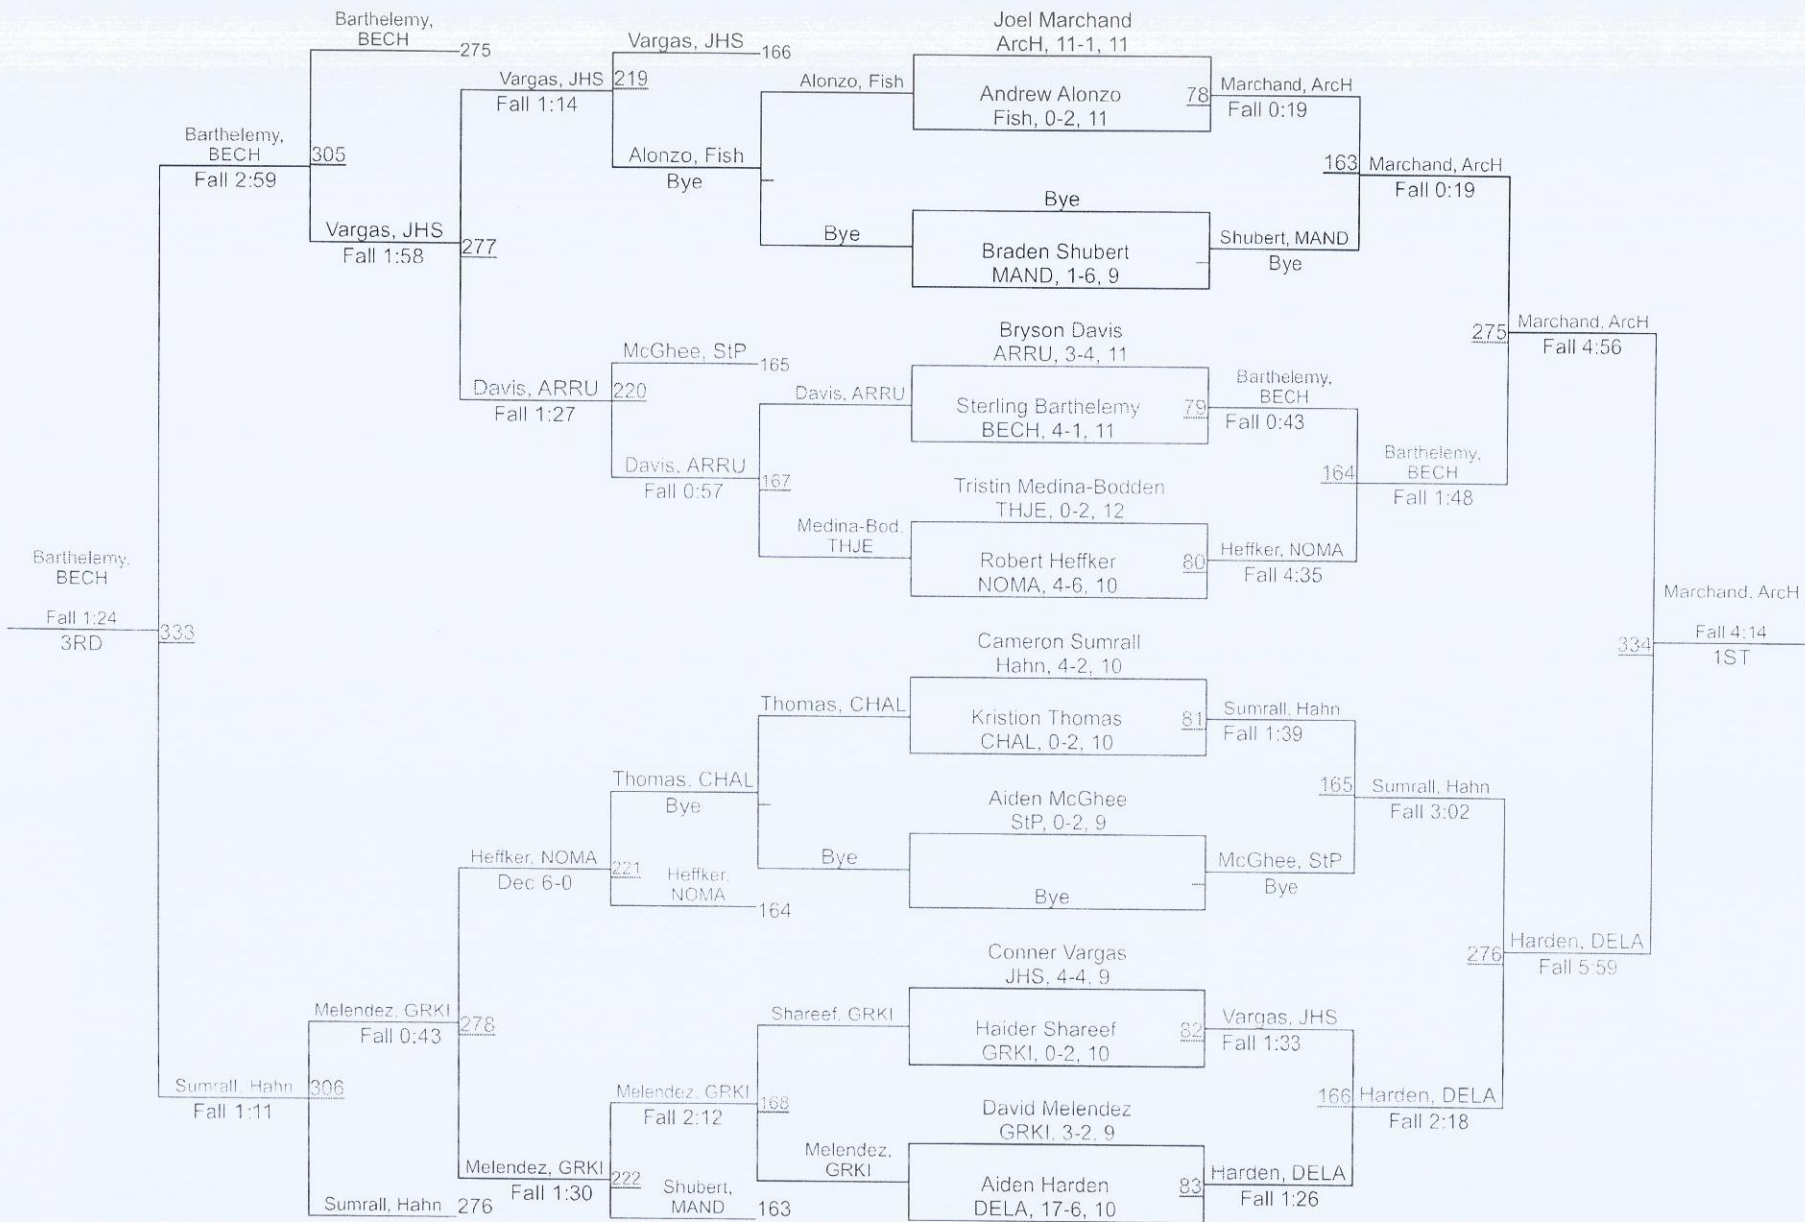 Barthelemy,
BECH
275
Barthelemy,
BECH
305
Fall 2:59
Vargas, JHS
277
Fall 1:58
Vargas, JHS
219
Fall 1:14
Vargas, JHS
166
Alonzo, Fish
Bye
Alonzo, Fish
Bye
Davis, ARRU
220
Fall 1:27
McGhee, StP
165
Davis, ARRU
167
Fall 0:57
Davis, ARRU
Medina-Bod.
THJE
Barthelemy,
BECH
Fall 1:24
333
3RD
Heffker, NOMA
221
Dec 6-0
Thomas, CHAL
Bye
Heffker,
NOMA
164
Thomas, CHAL
Bye
Melendez, GRKI
278
Fall 0:43
Sumrall, Hahn
306
Fall 1:11
Sumrall, Hahn
276
Melendez, GRKI
222
Fall 1:30
Melendez, GRKI
168
Fall 2:12
Shubert,
MAND
163
Shareef, GRKI
Melendez,
GRKI
Joel Marchand
ArcH, 11-1, 11
Andrew Alonzo
78
Fish, 0-2, 11
Bye
Braden Shubert
MAND, 1-6, 9
Bryson Davis
ARRU, 3-4, 11
Sterling Barthelemy
79
BECH, 4-1, 11
Tristin Medina-Bodden
THJE, 0-2, 12
Robert Heffker
80
NOMA, 4-6, 10
Cameron Sumrall
Hahn, 4-2, 10
Kristion Thomas
81
CHAL, 0-2, 10
Aiden McGhee
StP, 0-2, 9
Bye
Conner Vargas
JHS, 4-4, 9
Haider Shareef
82
GRKI, 0-2, 10
David Melendez
GRKI, 3-2, 9
Aiden Harden
83
DELA, 17-6, 10
Marchand, ArcH
Fall 0:19
163
Shubert, MAND
Bye
Marchand, ArcH
Fall 0:19
Barthelemy,
BECH
Fall 0:43
164
Heffker, NOMA
Fall 4:35
Barthelemy,
BECH
Fall 1:48
275
Marchand, ArcH
Fall 4:56
Sumrall, Hahn
Fall 1:39
165
McGhee, StP
Bye
Sumrall, Hahn
Fall 3:02
Vargas, JHS
Fall 1:33
166
Harden, DELA
Fall 1:26
Harden, DELA
Fall 2:18
276
Harden, DELA
Fall 5:59
334
Marchand, ArcH
Fall 4:14
1ST